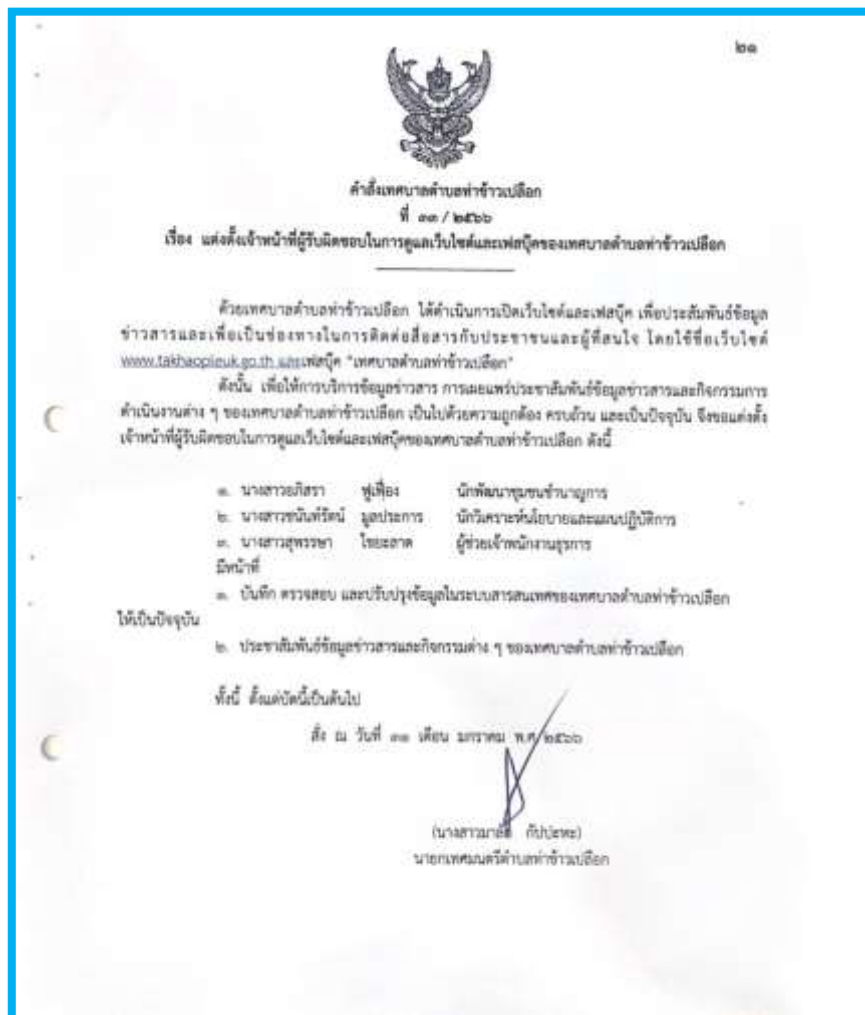 ๒๑
คำสั่งเทศบาลตำบลท่าข้าวเปลือก
ที่ ๓๓ / ๒๕๖๖
เรื่อง แต่งตั้งเจ้าหน้าที่ผู้รับผิดชอบในการดูแลเว็บไซต์และเฟสบุ๊คของเทศบาลตำบลท่าข้าวเปลือก
ด้วยเทศบาลตำบลท่าข้าวเปลือก ได้ดำเนินการเปิดเว็บไซต์และเฟสบุ๊ค เพื่อประสัมพันธ์ข้อมูล
ข่าวสารและเพื่อเป็นช่องทางในการติดต่อสื่อสารกับประชาชนและผู้ที่สนใจ โดยใช้ชื่อเว็บไซต์
www.takhaopleuk.go.th และเฟสบุ๊ค "เทศบาลตำบลท่าข้าวเปลือก"
ดังนั้น เพื่อให้การบริการข้อมูลข่าวสาร การเผยแพร่ประชาสัมพันธ์ข้อมูลข่าวสารและกิจกรรมการ
ดำเนินงานต่าง ๆ ของเทศบาลตำบลท่าข้าวเปลือก เป็นไปด้วยความถูกต้อง ครบถ้วน และเป็นปัจจุบัน จึงขอแต่งตั้ง
เจ้าหน้าที่ผู้รับผิดชอบในการดูแลเว็บไซต์และเฟสบุ๊คของเทศบาลตำบลท่าข้าวเปลือก ดังนี้
๑. นางสาวอภิสรา ฟูเฟื่อง นักพัฒนาชุมชนชำนาญการ
๒. นางสาวชนันท์รัตน์ มูลประการ นักวิเคราะห์นโยบายและแผนปฏิบัติการ
๓. นางสาวสุพรรษา ไชยะลาด ผู้ช่วยเจ้าพนักงานธุรการ
มีหน้าที่
๑. บันทึก ตรวจสอบ และปรับปรุงข้อมูลในระบบสารสนเทศของเทศบาลตำบลท่าข้าวเปลือก
ให้เป็นปัจจุบัน
๒. ประชาสัมพันธ์ข้อมูลข่าวสารและกิจกรรมต่าง ๆ ของเทศบาลตำบลท่าข้าวเปลือก
ทั้งนี้ ตั้งแต่บัดนี้เป็นต้นไป
สั่ง ณ วันที่ ๓๑ เดือน มกราคม พ.ศ. ๒๕๖๖
(นางสาวมาลี กัปปะหะ)
นายกเทศมนตรีตำบลท่าข้าวเปลือก